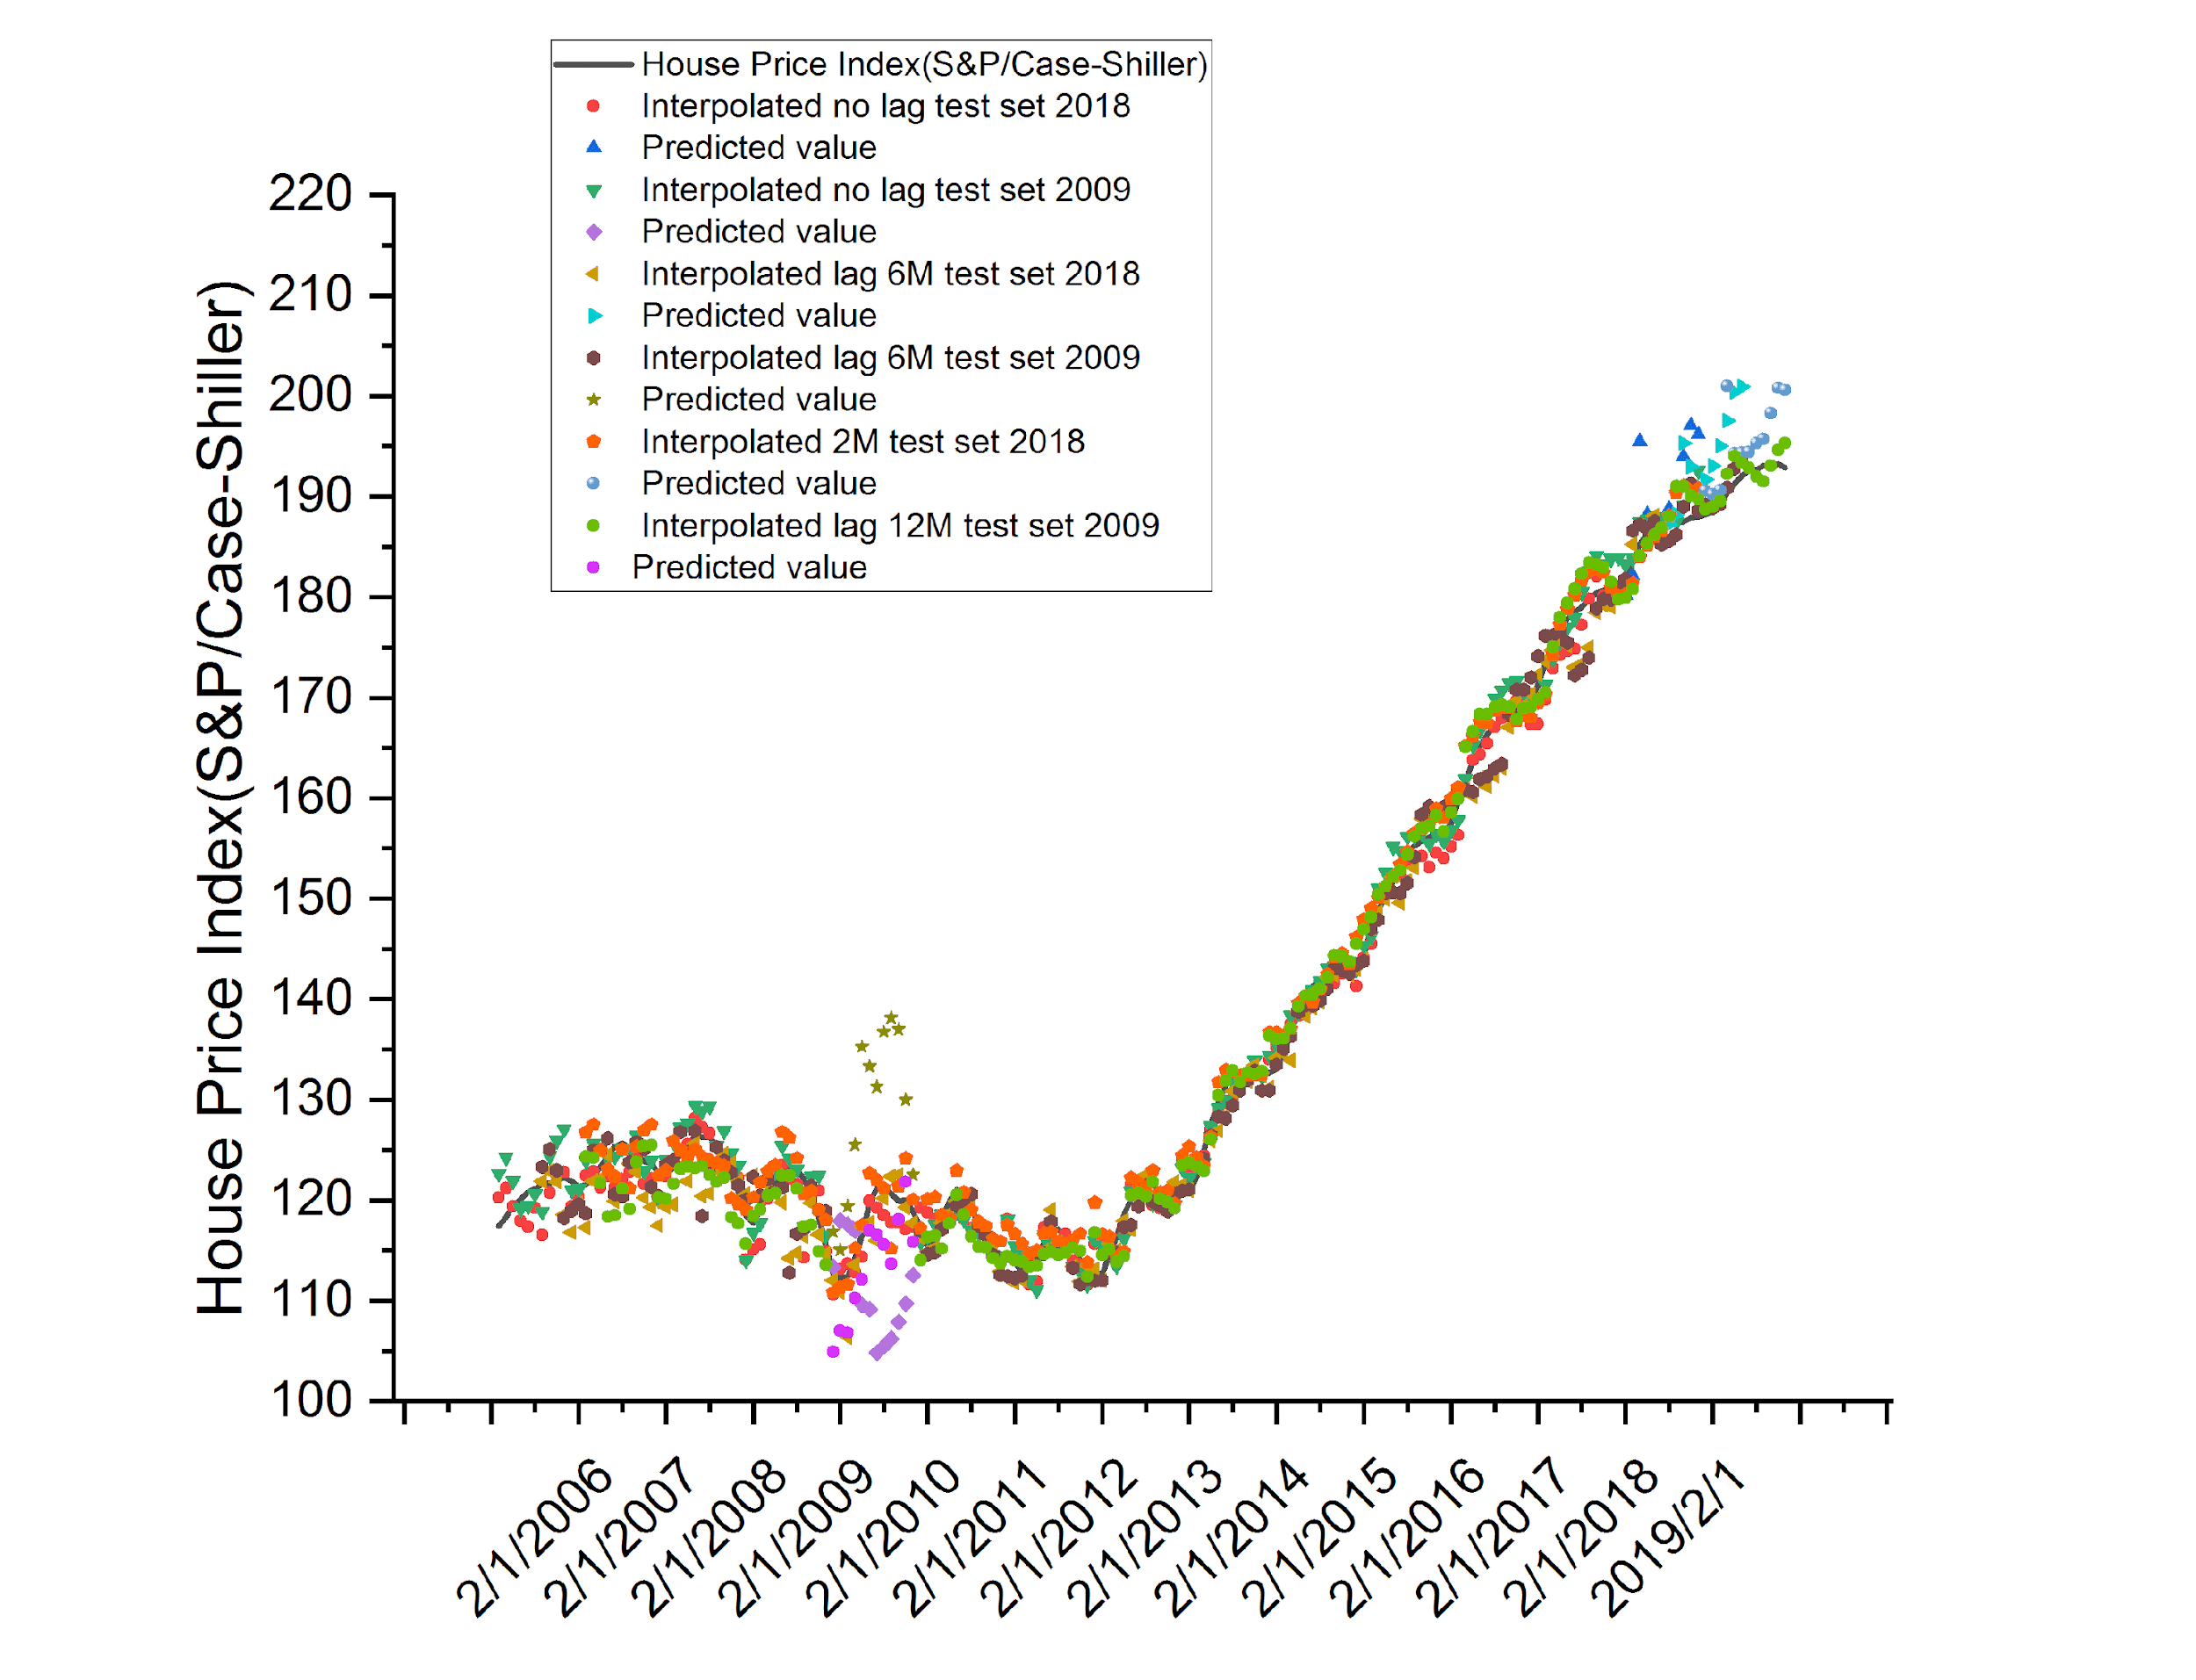 House Price Index(S&P/Case-Shiller)
Interpolated no lag test set 2018
Predicted value
Interpolated no lag test set 2009
Predicted value
Interpolated lag 6M test set 2018
Predicted value
Interpolated lag 6M test set 2009
Predicted value
Interpolated 2M test set 2018
Predicted value
Interpolated lag 12M test set 2009
Predicted value
House Price Index(S&P/Case-Shiller)
220
210
200
190
180
170
160
150
140
130
120
110
100
2/1/2006
2/1/2007
2/1/2008
2/1/2009
2/1/2010
2/1/2011
2/1/2012
2/1/2013
2/1/2014
2/1/2015
2/1/2016
2/1/2017
2/1/2018
2019/2/1